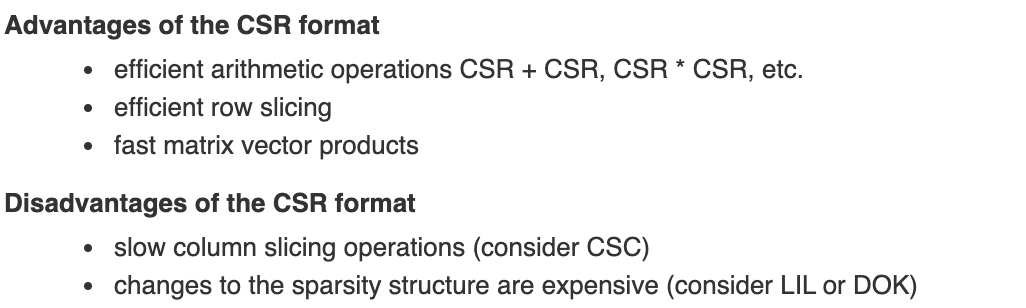 Advantages of the CSR format
• efficient arithmetic operations CSR + CSR, CSR * CSR, etc.
• efficient row slicing
• fast matrix vector products
Disadvantages of the CSR format
• slow column slicing operations (consider CSC)
• changes to the sparsity structure are expensive (consider LIL or DOK)